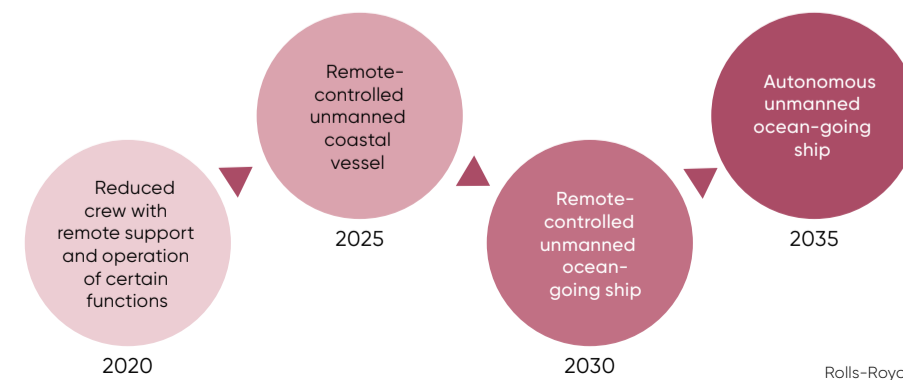 Reduced
crew with
remote support
and operation
of certain
functions
2020
Remote-
controlled
unmanned
coastal
vessel
2025
Remote-
controlled
unmanned
ocean-
going ship
2030
Autonomous
unmanned
ocean-going
ship
2035